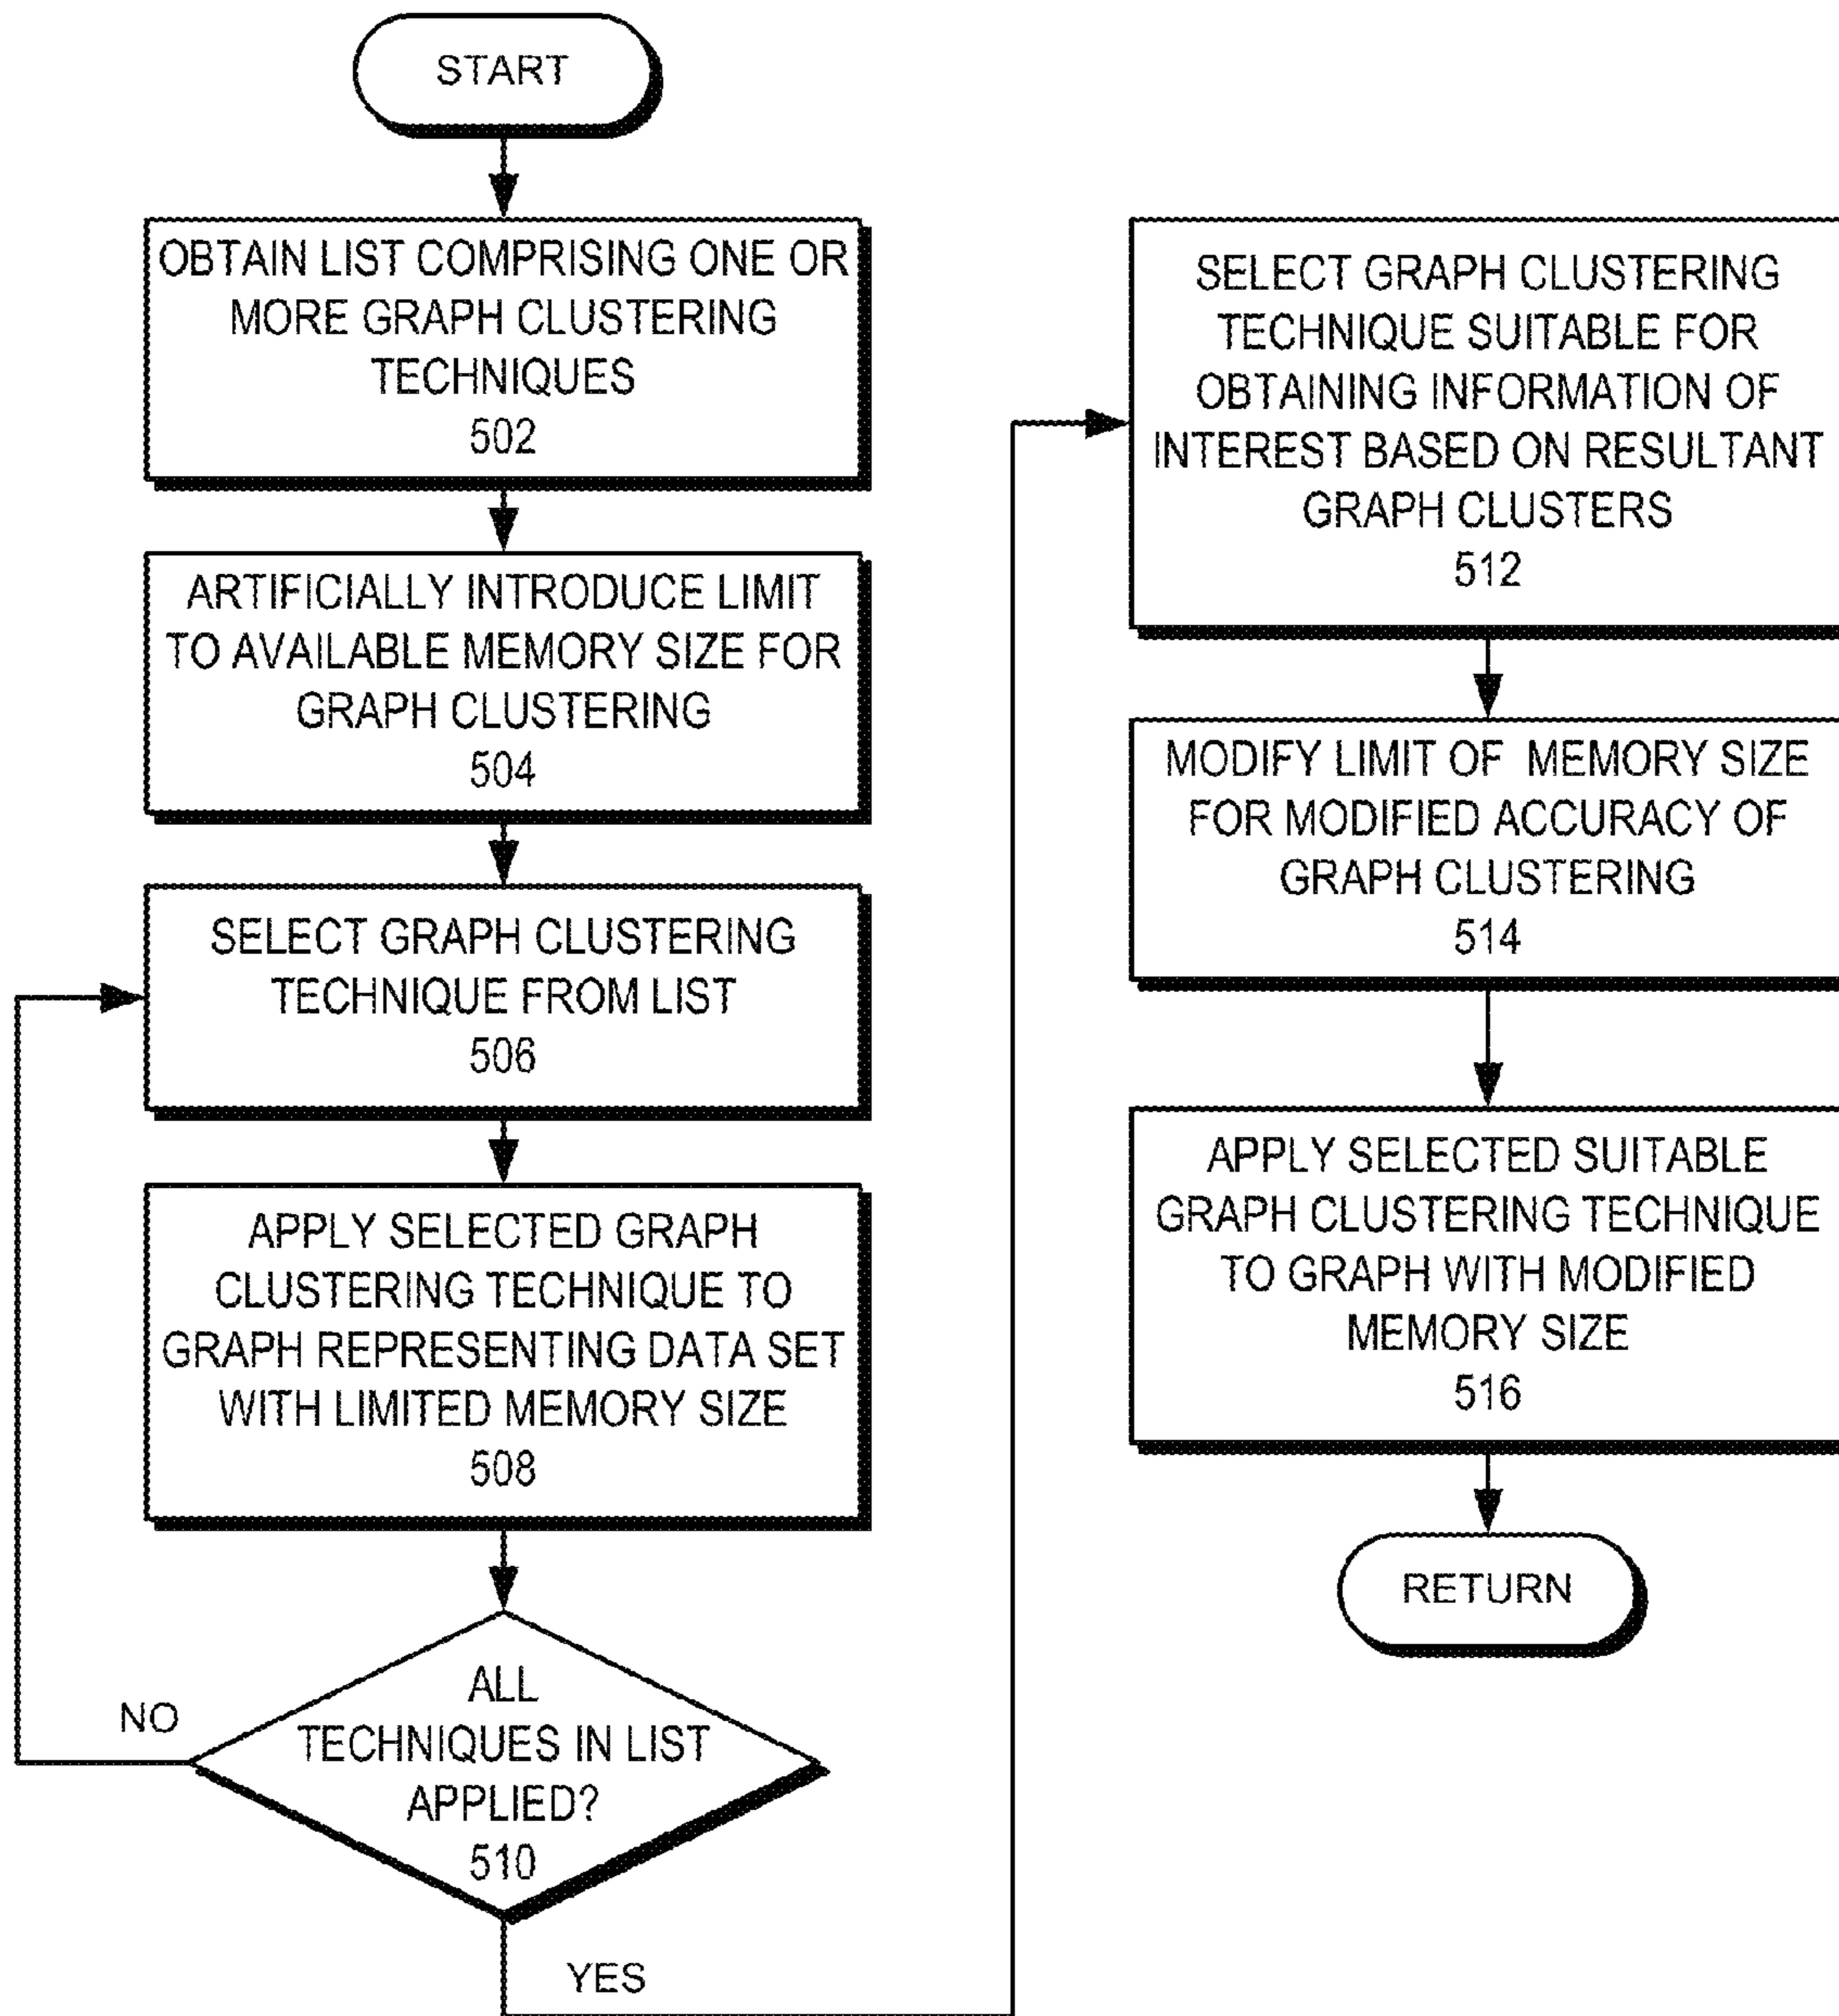 START
OBTAIN LIST COMPRISING ONE OR
MORE GRAPH CLUSTERING
TECHNIQUES
502
ARTIFICIALLY INTRODUCE LIMIT
TO AVAILABLE MEMORY SIZE FOR
GRAPH CLUSTERING
504
SELECT GRAPH CLUSTERING
TECHNIQUE FROM LIST
506
APPLY SELECTED GRAPH
CLUSTERING TECHNIQUE TO
GRAPH REPRESENTING DATA SET
WITH LIMITED MEMORY SIZE
508
ALL
TECHNIQUES IN LIST
APPLIED?
510
NO
YES
SELECT GRAPH CLUSTERING
TECHNIQUE SUITABLE FOR
OBTAINING INFORMATION OF
INTEREST BASED ON RESULTANT
GRAPH CLUSTERS
512
MODIFY LIMIT OF MEMORY SIZE
FOR MODIFIED ACCURACY OF
GRAPH CLUSTERING
514
APPLY SELECTED SUITABLE
GRAPH CLUSTERING TECHNIQUE
TO GRAPH WITH MODIFIED
MEMORY SIZE
516
RETURN